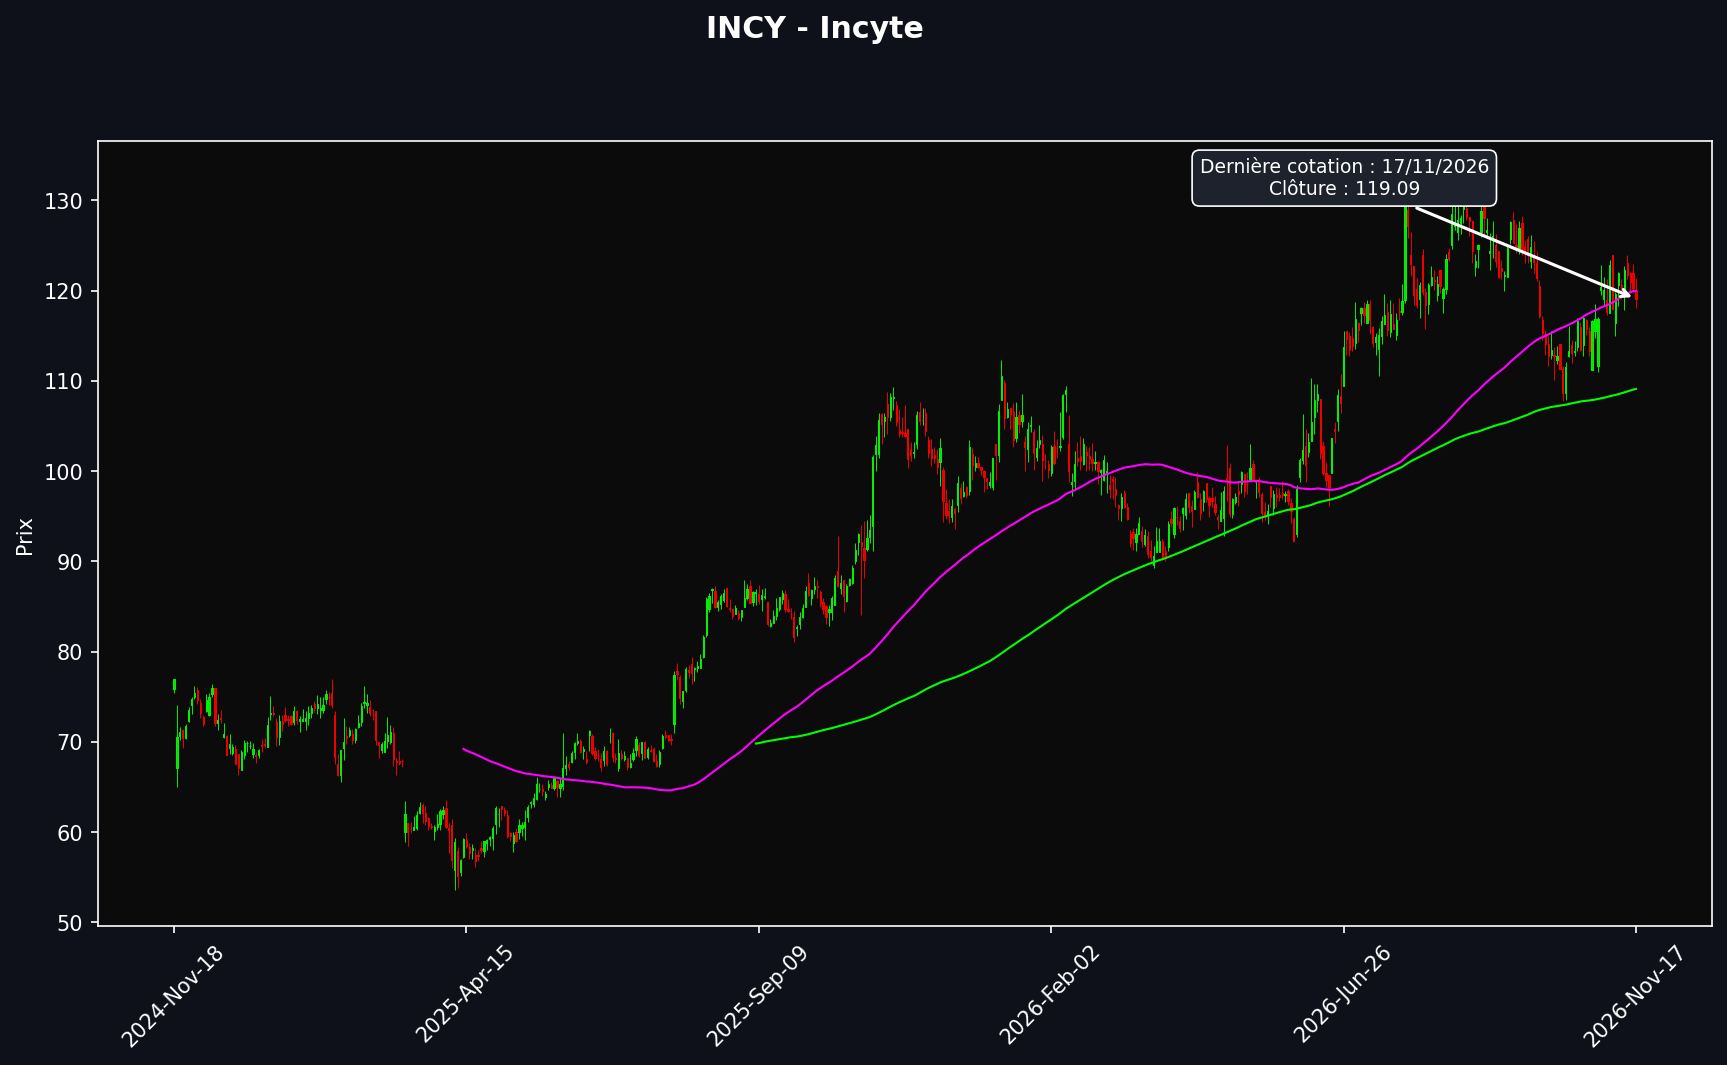 INCY - Incyte
Dernière cotation : 17/11/2026
Clôture : 119.09
Prix
130
120
110
100
90
80
70
60
50
2024-Nov-18
2025-Apr-15
2025-Sep-09
2026-Feb-02
2026-Jun-26
2026-Nov-17